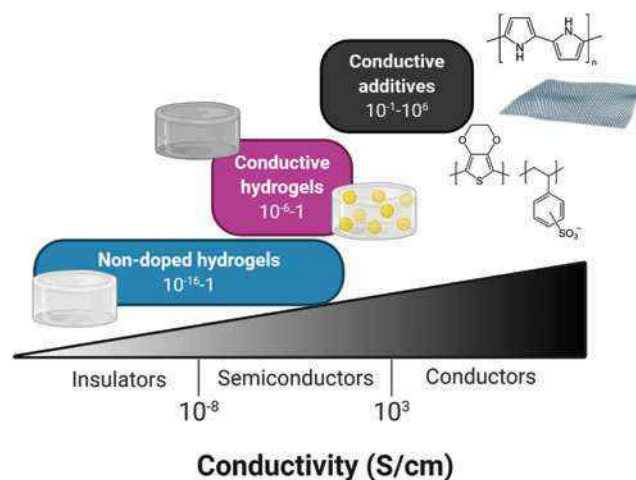 Conductive
additives
10⁻¹-10⁶
H
N
N
H
n
Conductive
hydrogels
10⁻⁶-1
O O
S
SO₃⁻
Non-doped hydrogels
10⁻¹⁶-1
Insulators Semiconductors Conductors
10⁻⁸ 10³
Conductivity (S/cm)